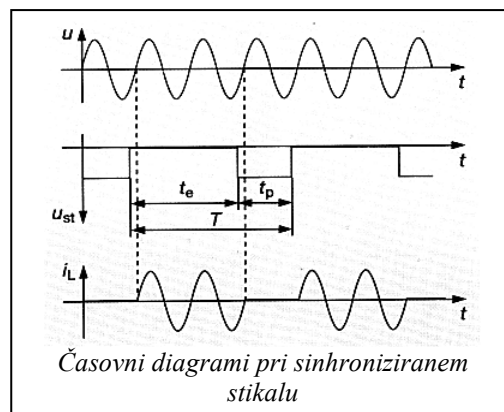 u
t
t
u_st
t_e
t_p
T
i_L
t
Časovni diagrami pri sinhroniziranem
stikalu